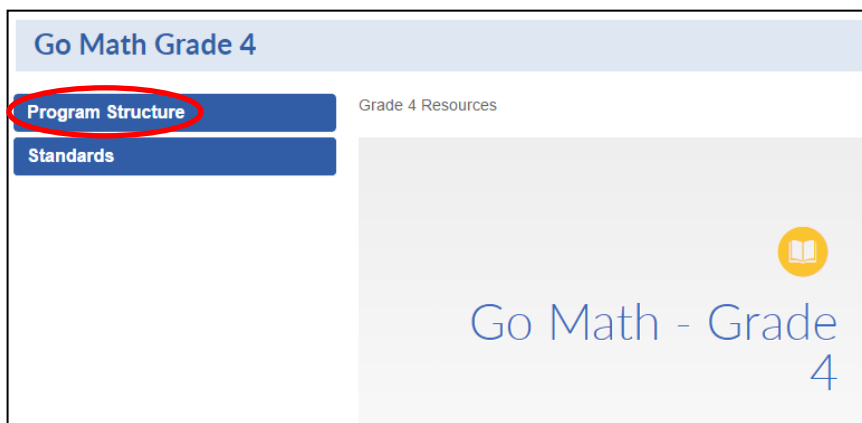 Go Math Grade 4
Program Structure
Standards
Grade 4 Resources
Go Math - Grade
4